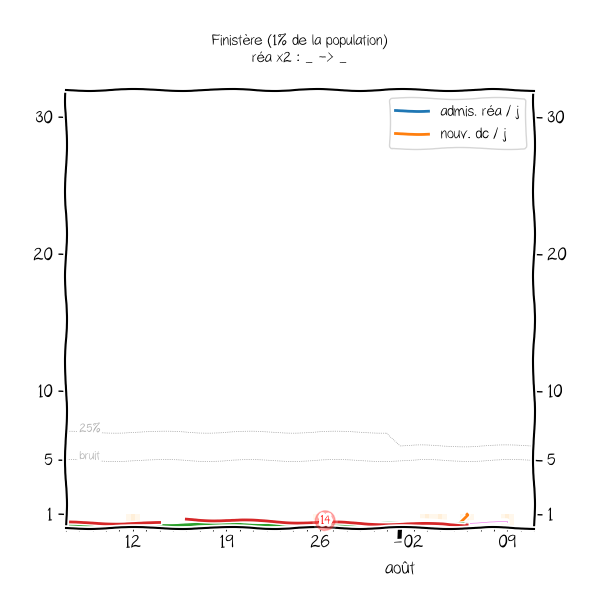 Finistère (1% de la population)
réa x2 : _ -> _
admis. réa / j
nouv. dc / j
30
30
20
20
10
10
25%
bruit
5
5
14
1
1
12
19
26
02
09
août